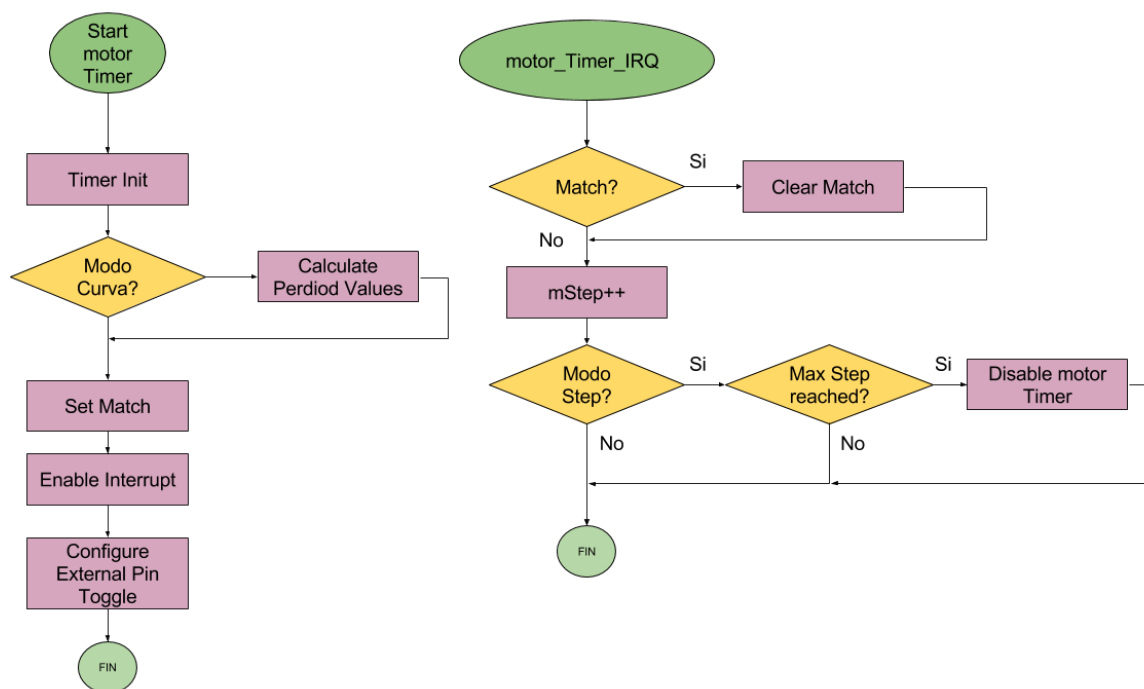 Start
motor
Timer
Timer Init
Modo
Curva?
Calculate
Perdiod Values
Set Match
Enable Interrupt
Configure
External Pin
Toggle
FIN
motor_Timer_IRQ
Match?
Si
Clear Match
No
mStep++
Modo
Step?
Si
Max Step
reached?
Si
Disable motor
Timer
No
No
FIN